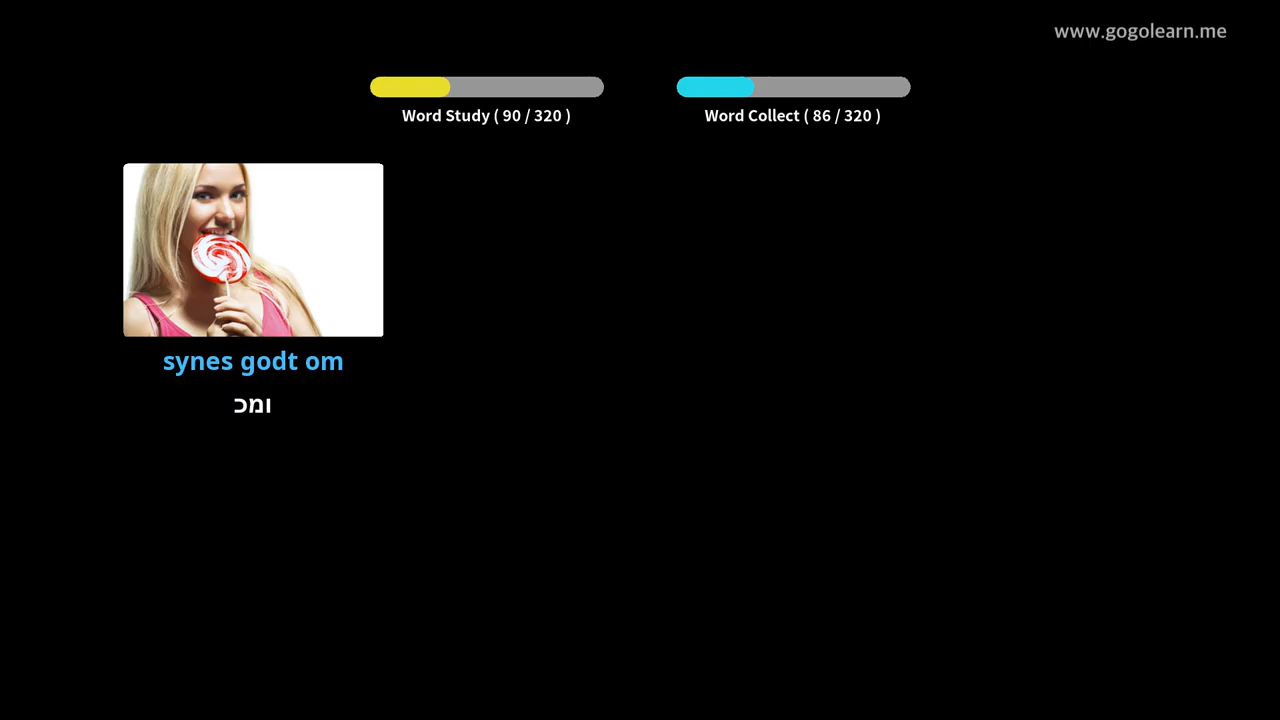 www.gogolearn.me
Word Study ( 90 / 320 )
Word Collect ( 86 / 320 )
synes godt om
ומכ